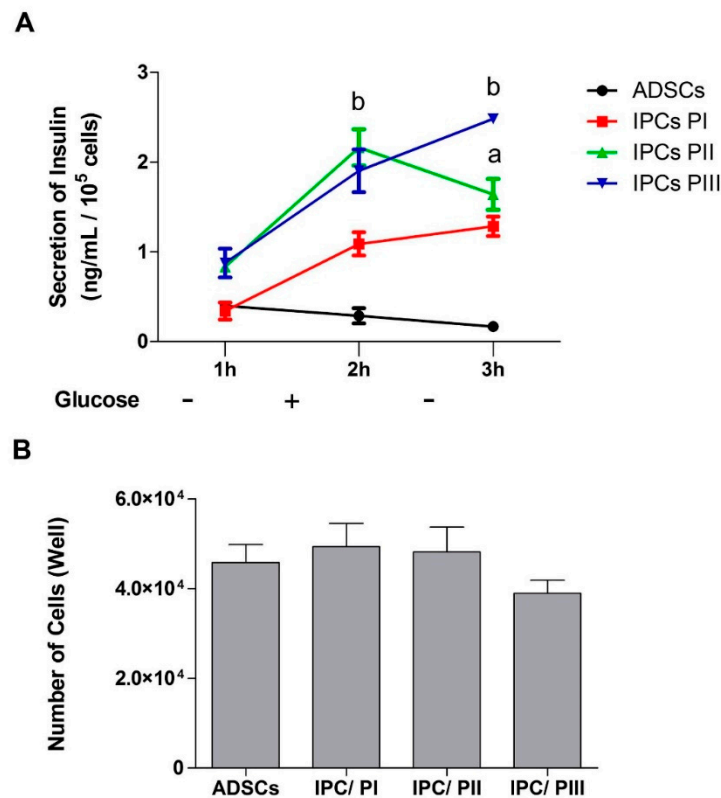 A
3
2
1
0
Secretion of Insulin
(ng/mL / 10⁵ cells)
b
b
a
ADSCs
IPCs PI
IPCs PII
IPCs PIII
1h 2h 3h
Glucose - + -
B
6.0×10⁴
4.0×10⁴
2.0×10⁴
0
Number of Cells (Well)
ADSCs IPC/ PI IPC/ PII IPC/ PIII